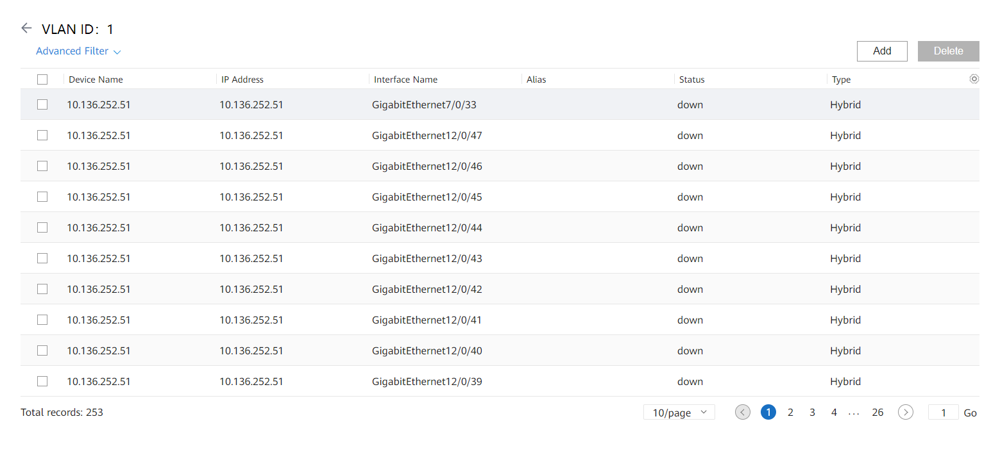 VLAN ID: 1
Advanced Filter
Add Delete
Device Name IP Address Interface Name Alias Status Type
10.136.252.51 10.136.252.51 GigabitEthernet7/0/33 down Hybrid
10.136.252.51 10.136.252.51 GigabitEthernet12/0/47 down Hybrid
10.136.252.51 10.136.252.51 GigabitEthernet12/0/46 down Hybrid
10.136.252.51 10.136.252.51 GigabitEthernet12/0/45 down Hybrid
10.136.252.51 10.136.252.51 GigabitEthernet12/0/44 down Hybrid
10.136.252.51 10.136.252.51 GigabitEthernet12/0/43 down Hybrid
10.136.252.51 10.136.252.51 GigabitEthernet12/0/42 down Hybrid
10.136.252.51 10.136.252.51 GigabitEthernet12/0/41 down Hybrid
10.136.252.51 10.136.252.51 GigabitEthernet12/0/40 down Hybrid
10.136.252.51 10.136.252.51 GigabitEthernet12/0/39 down Hybrid
Total records: 253 10/page 1 2 3 4 ... 26 1 Go